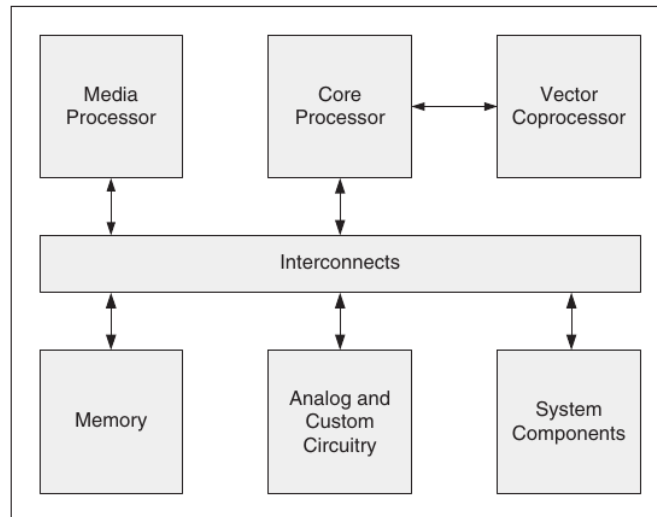 Media
Processor
Core
Processor
Vector
Coprocessor
Interconnects
Memory
Analog and
Custom
Circuitry
System
Components